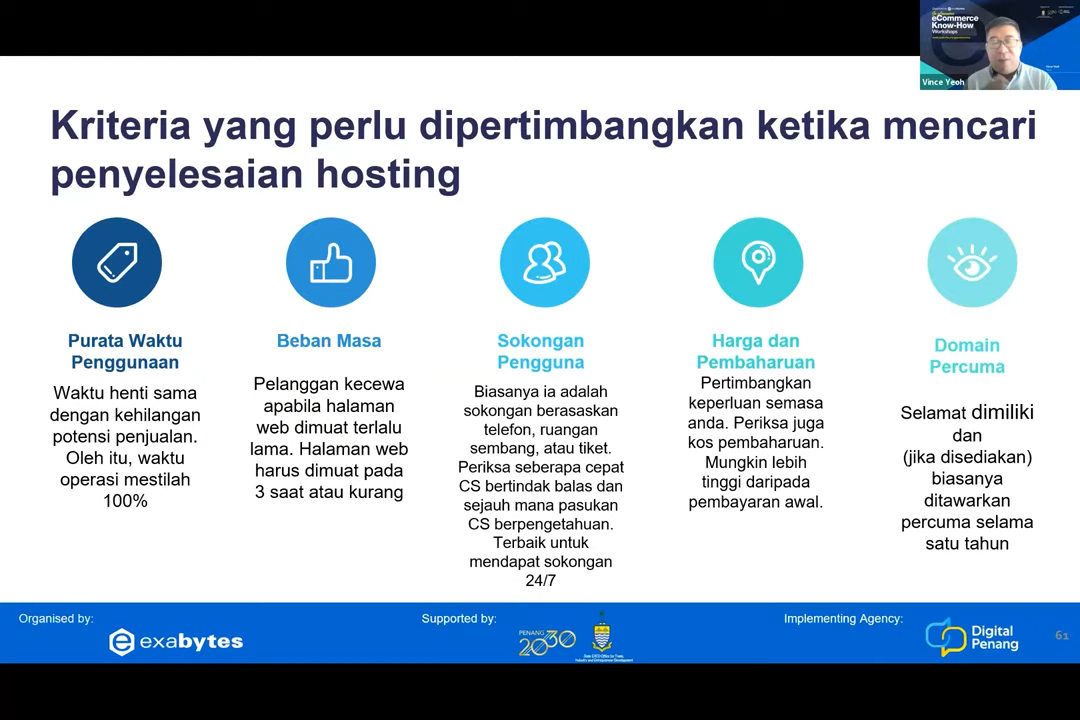 eCommerce
Know-How
Workshops
Vince Yeoh
Kriteria yang perlu dipertimbangkan ketika mencari
penyelesaian hosting
Purata Waktu
Penggunaan
Waktu henti sama
dengan kehilangan
potensi penjualan.
Oleh itu, waktu
operasi mestilah
100%
Beban Masa
Pelanggan kecewa
apabila halaman
web dimuat terlalu
lama. Halaman web
harus dimuat pada
3 saat atau kurang
Sokongan
Pengguna
Biasanya ia adalah
sokongan berasaskan
telefon, ruangan
sembang, atau tiket.
Periksa seberapa cepat
CS bertindak balas dan
sejauh mana pasukan
CS berpengetahuan.
Terbaik untuk
mendapat sokongan
24/7
Harga dan
Pembaharuan
Pertimbangkan
keperluan semasa
anda. Periksa juga
kos pembaharuan.
Mungkin lebih
tinggi daripada
pembayaran awal.
Domain
Percuma
Selamat dimiliki
dan
(jika disediakan)
biasanya
ditawarkan
percuma selama
satu tahun
Organised by:
exabytes
Supported by:
PENANG
2030
Implementing Agency:
Digital
Penang
61